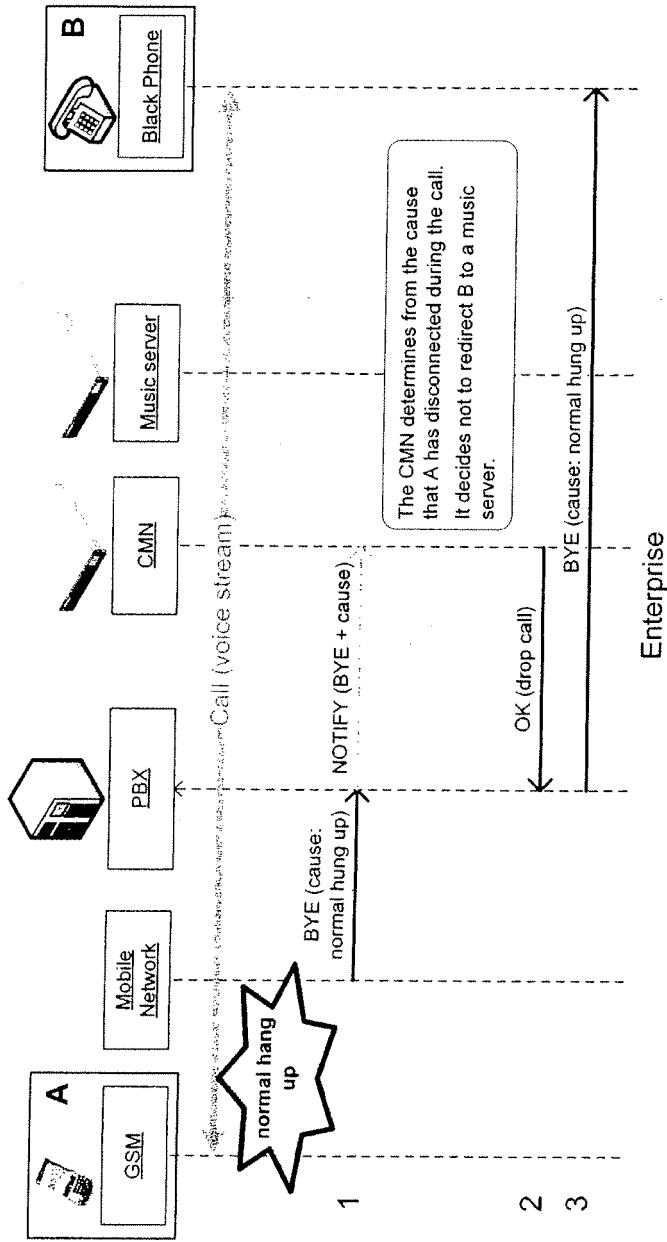 A
GSM
Mobile
Network
PBX
CMN
Music server
B
Black Phone
Call (voice stream)
normal hang
up
1
BYE (cause:
normal hung up)
NOTIFY (BYE + cause)
The CMN determines from the cause
that A has disconnected during the call.
It decides not to redirect B to a music
server.
2
OK (drop call)
3
BYE (cause: normal hung up)
Enterprise